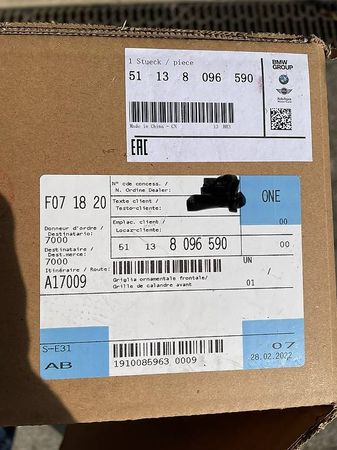 1 Stueck / piece
51 13 8 096 590
BMW
GROUP
Made in China - CN
EAC
F07 18 20
N° cde concess. /
N. Ordine Dealer:
Texte client /
Testo-cliente:
ONE
00
Donneur d'ordre /
Destinatario:
7000
Emplac. client /
Locaz-cliente:
Destinataire /
Dest.merce:
7000
51 13 8 096 590
00
Itinéraire / Route:
A17009
UN /
01
Griglia ornamentale frontale/
Grille de calandre avant
S-E31
AB
1910085963 0009
07
28.02.2022